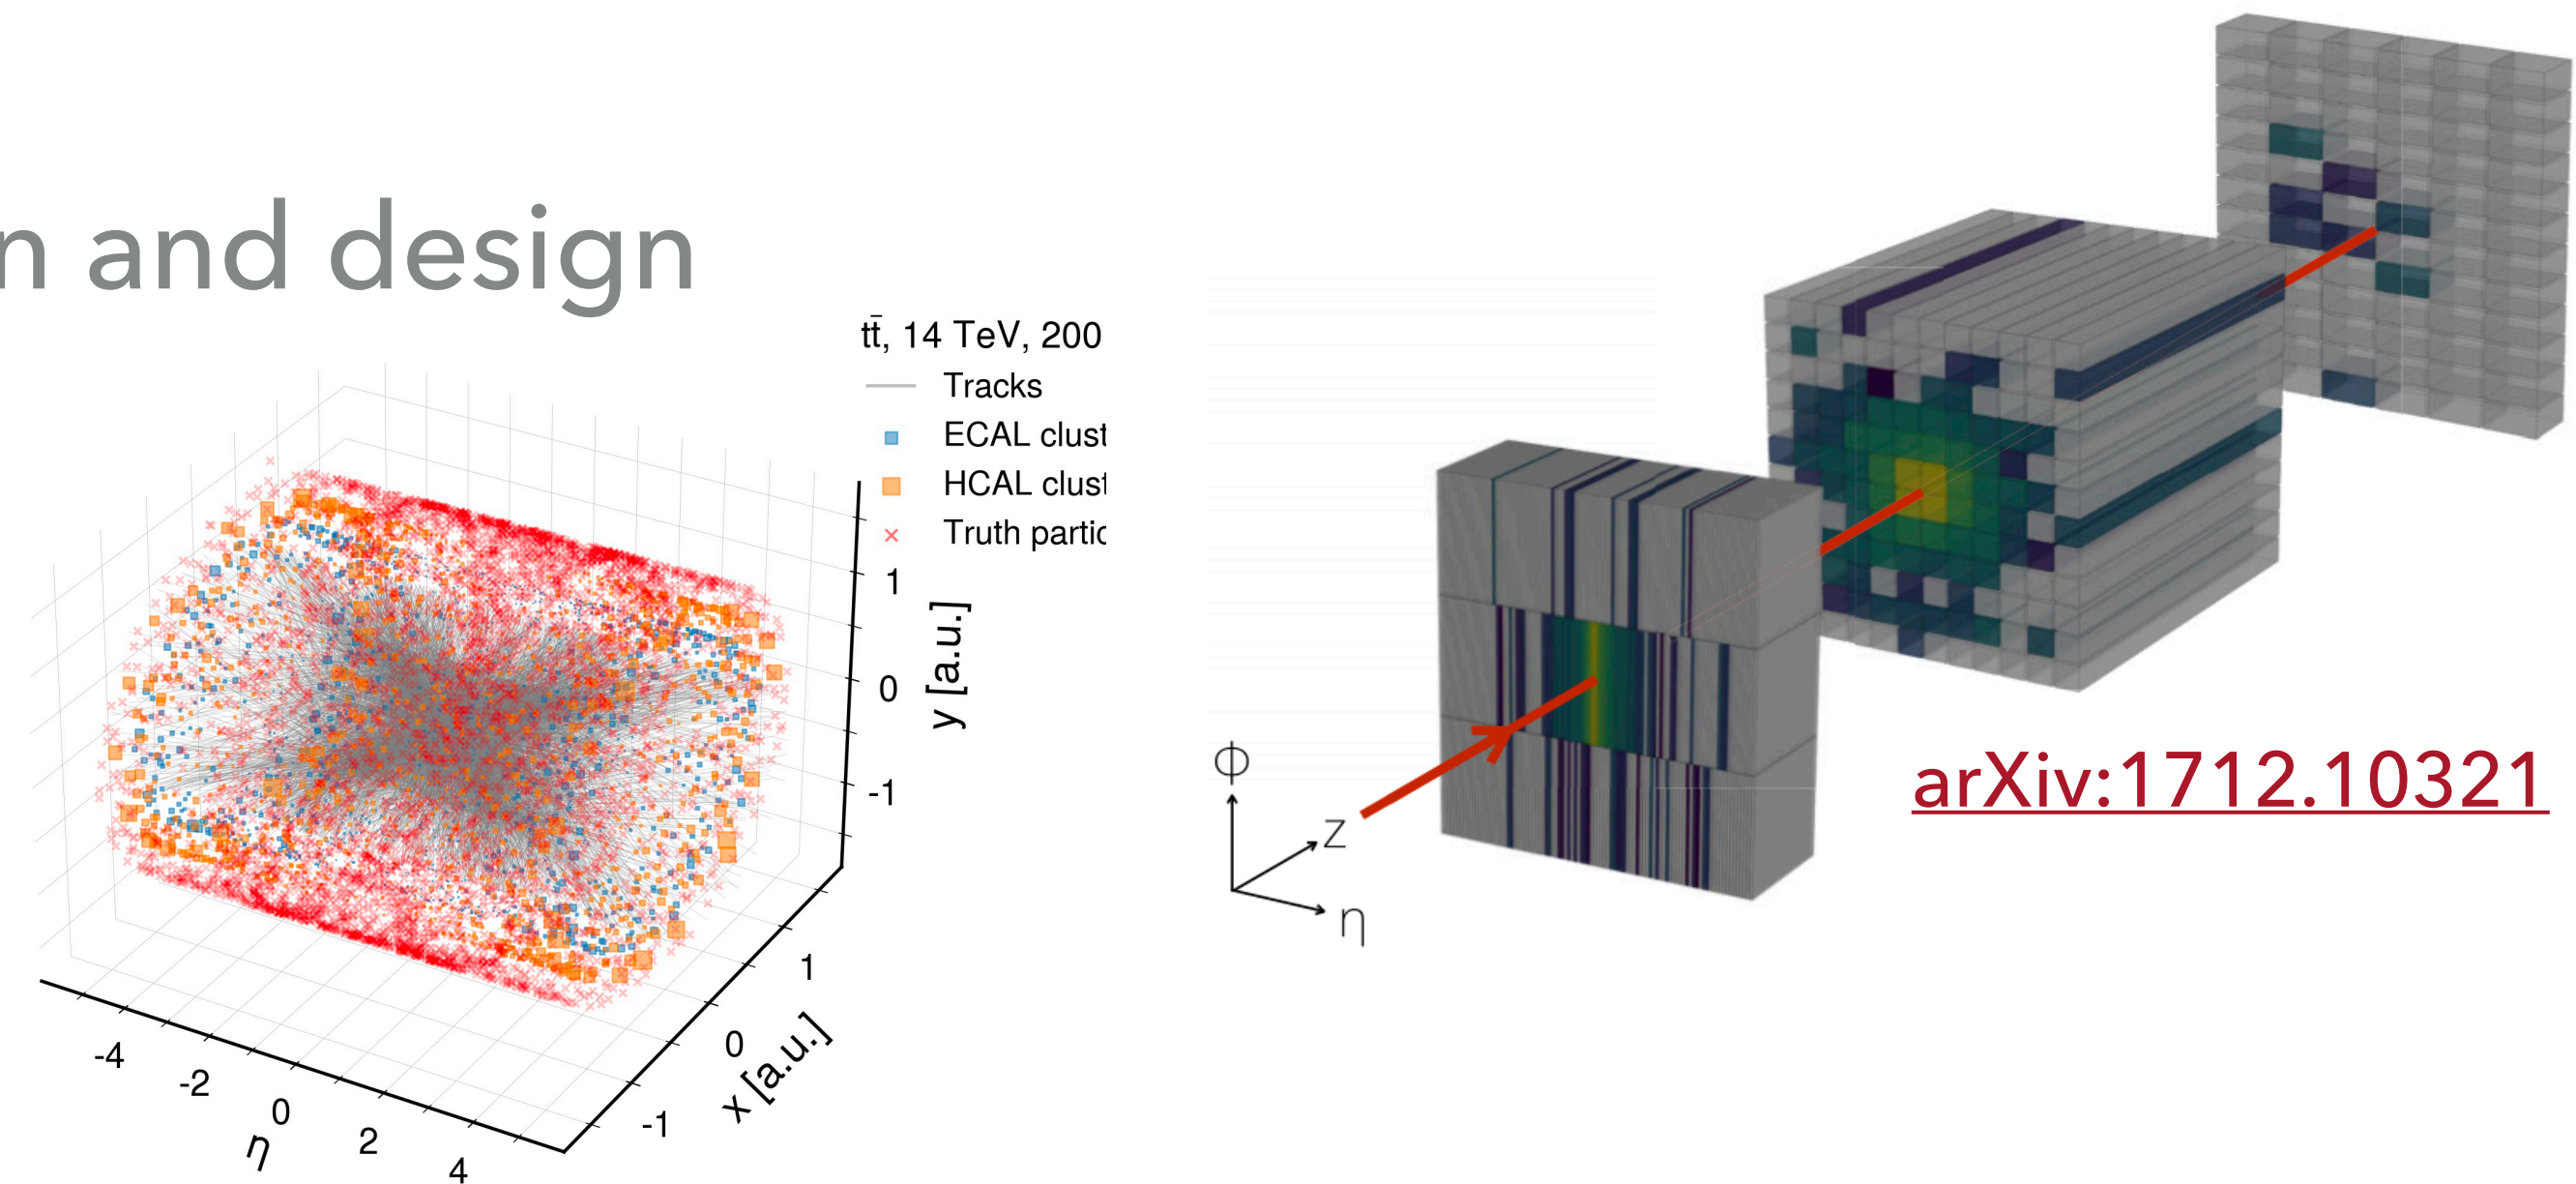 n and design
tt̄, 14 TeV, 200
Tracks
ECAL clust
HCAL clust
Truth partic
1
0
-1
y [a.u.]
1
0
-1
x [a.u.]
-4
-2
0
2
4
η
Φ
z
η
arXiv:1712.10321